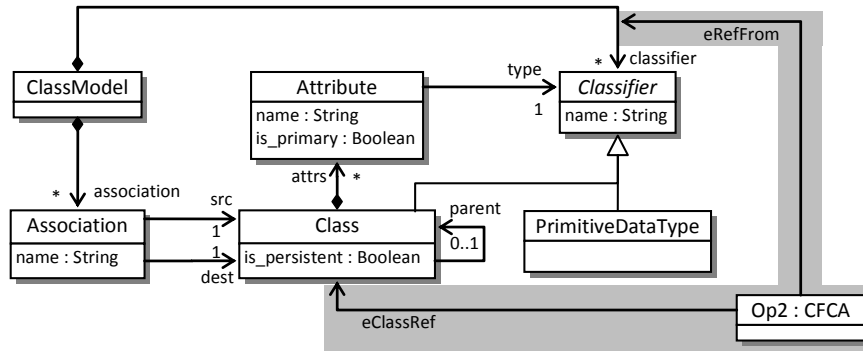 eRefFrom
* classifier
ClassModel
Attribute
type
1
Classifier
name : String
is_primary : Boolean
name : String
attrs *
* association
src
1
parent
0..1
Association
name : String
1
dest
Class
is_persistent : Boolean
PrimitiveDataType
eClassRef
Op2 : CFCA